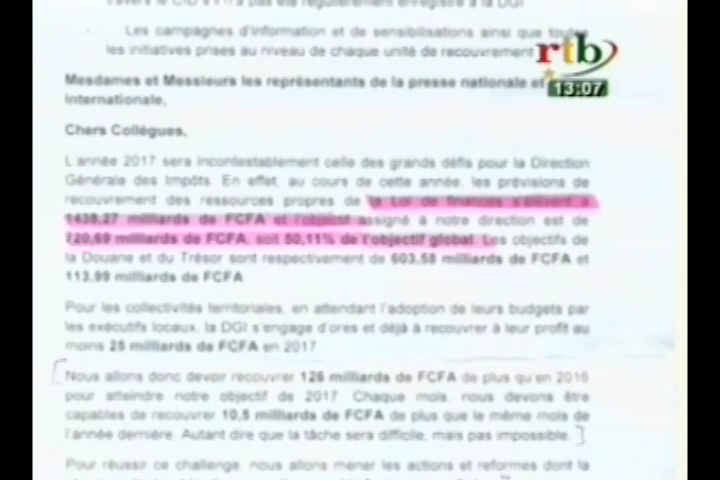 travers le CID s'il n'a pas été régulièrement enregistré à la DGI
Les campagnes d'information et de sensibilisations ainsi que toutes
les initiatives prises au niveau de chaque unité de recouvrement
rtb
13:07
Mesdames et Messieurs les représentants de la presse nationale et
internationale,
Chers Collègues,
L'année 2017 sera incontestablement celle des grands défis pour la Direction
Générale des Impôts. En effet, au cours de cette année, les prévisions de
recouvrement des ressources propres de la Loi de finances s'élèvent à
1438,27 milliards de FCFA et l'objectif assigné à notre direction est de
720,69 milliards de FCFA, soit 50,11% de l'objectif global. Les objectifs de
la Douane et du Trésor sont respectivement de 603,58 milliards de FCFA et
113,99 milliards de FCFA
Pour les collectivités territoriales, en attendant l'adoption de leurs budgets par
les exécutifs locaux, la DGI s'engage d'ores et déjà à recouvrer à leur profit au
moins 25 milliards de FCFA en 2017
Nous allons donc devoir recouvrer 126 milliards de FCFA de plus qu'en 2016
pour atteindre notre objectif de 2017. Chaque mois, nous devons être
capables de recouvrer 10,5 milliards de FCFA de plus que le même mois de
l'année dernière. Autant dire que la tâche sera difficile, mais pas impossible.
Pour réussir ce challenge, nous allons mener les actions et reformes dont la